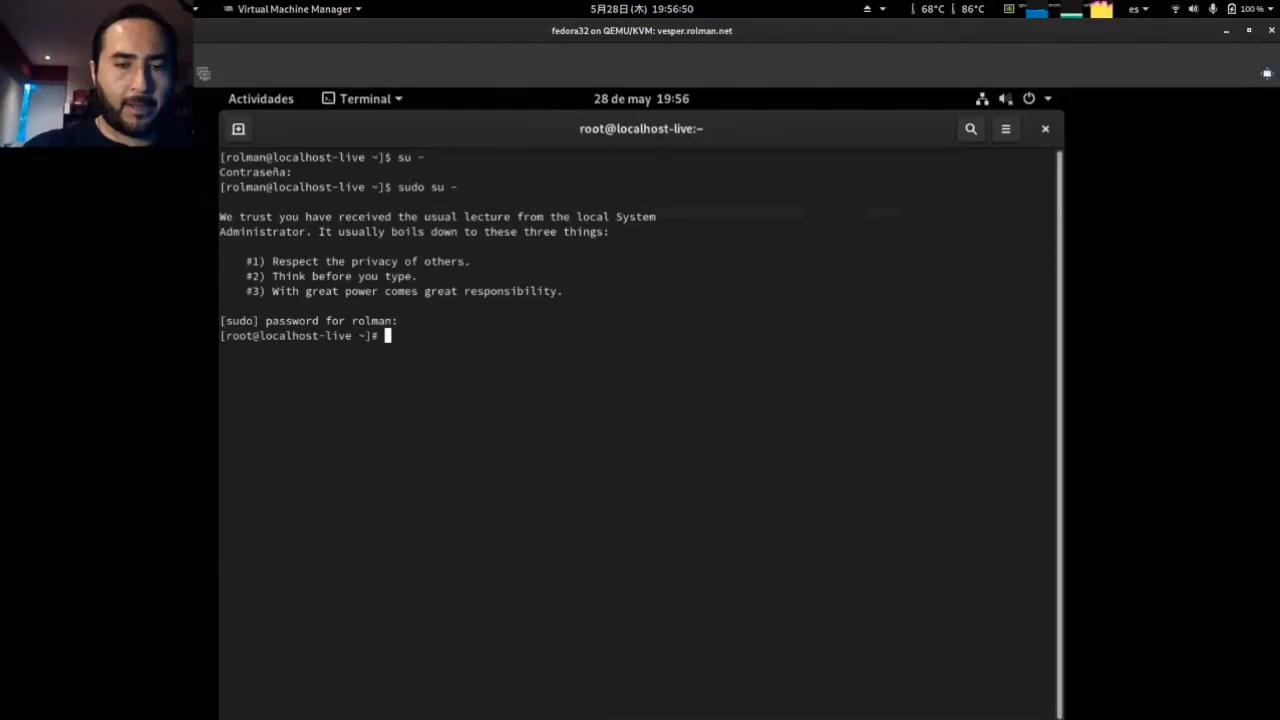 Virtual Machine Manager
5月28日 (木) 19:56:50
68°C
86°C
es
100 %
fedora32 on QEMU/KVM: vesper.rolman.net
Actividades
Terminal
28 de may 19:56
root@localhost-live:~
[rolman@localhost-live ~]$ su -
Contraseña:
[rolman@localhost-live ~]$ sudo su -
We trust you have received the usual lecture from the local System
Administrator. It usually boils down to these three things:
#1) Respect the privacy of others.
#2) Think before you type.
#3) With great power comes great responsibility.
[sudo] password for rolman:
[root@localhost-live ~]#